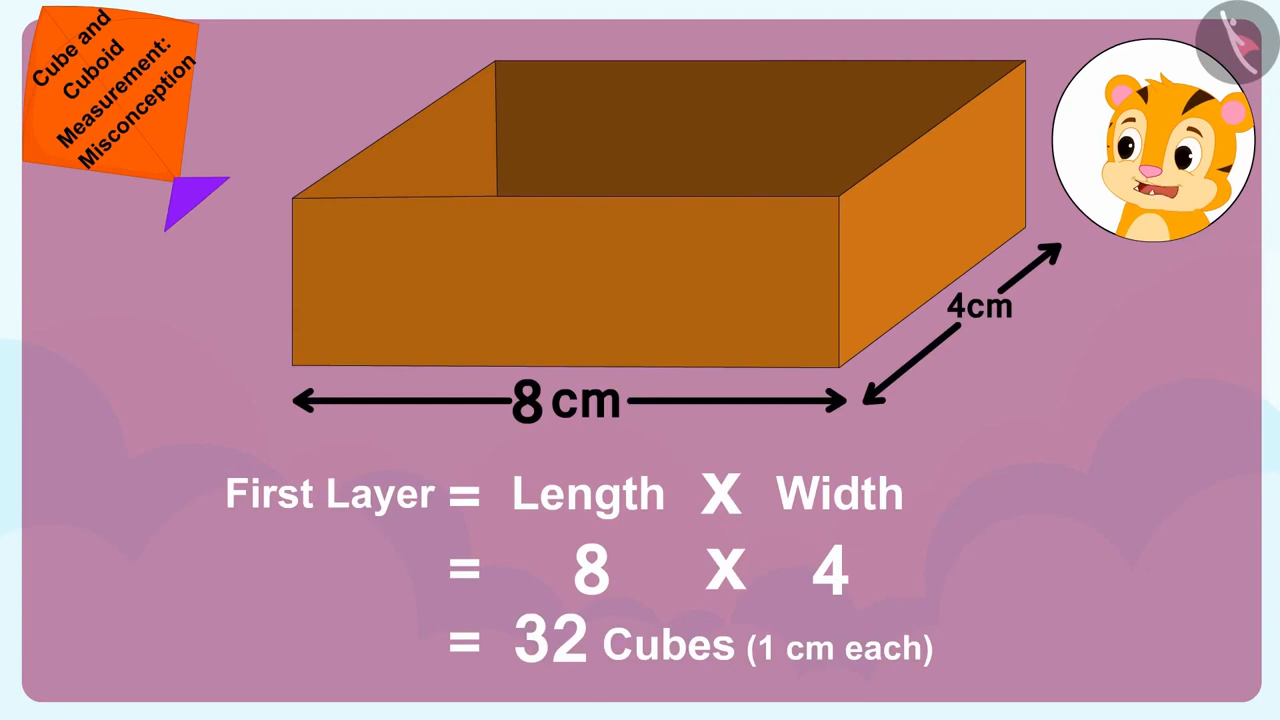 Cube and
Cuboid
Measurement:
Misconception
4cm
8 cm
First Layer = Length X Width
= 8 X 4
= 32 Cubes (1 cm each)